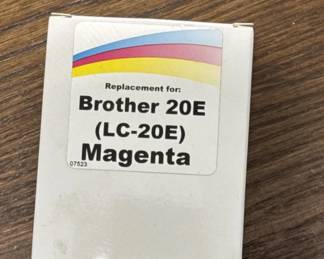 Replacement for:
Brother 20E
(LC-20E)
Magenta
07523